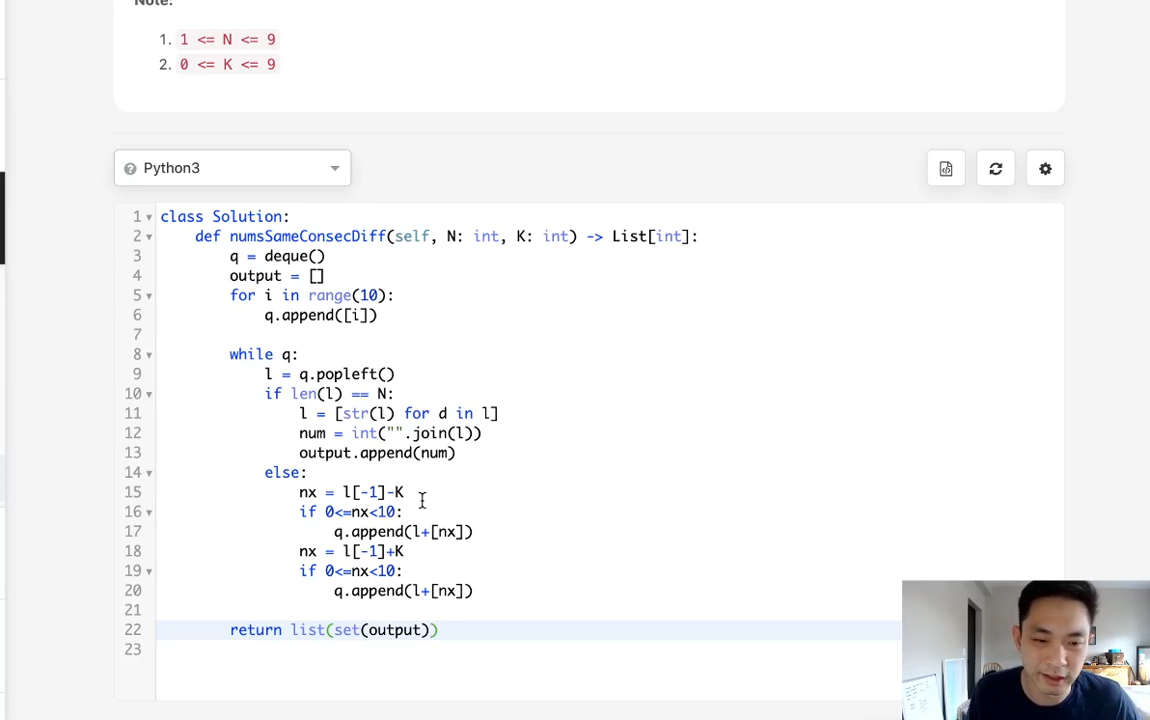 Note:
1. 1 <= N <= 9
2. 0 <= K <= 9
Python3
1 class Solution:
2 def numsSameConsecDiff(self, N: int, K: int) -> List[int]:
3 q = deque()
4 output = []
5 for i in range(10):
6 q.append([i])
7
8 while q:
9 l = q.popleft()
10 if len(l) == N:
11 l = [str(l) for d in l]
12 num = int("".join(l))
13 output.append(num)
14 else:
15 nx = l[-1]-K
16 if 0<=nx<10:
17 q.append(l+[nx])
18 nx = l[-1]+K
19 if 0<=nx<10:
20 q.append(l+[nx])
21
22 return list(set(output))
23